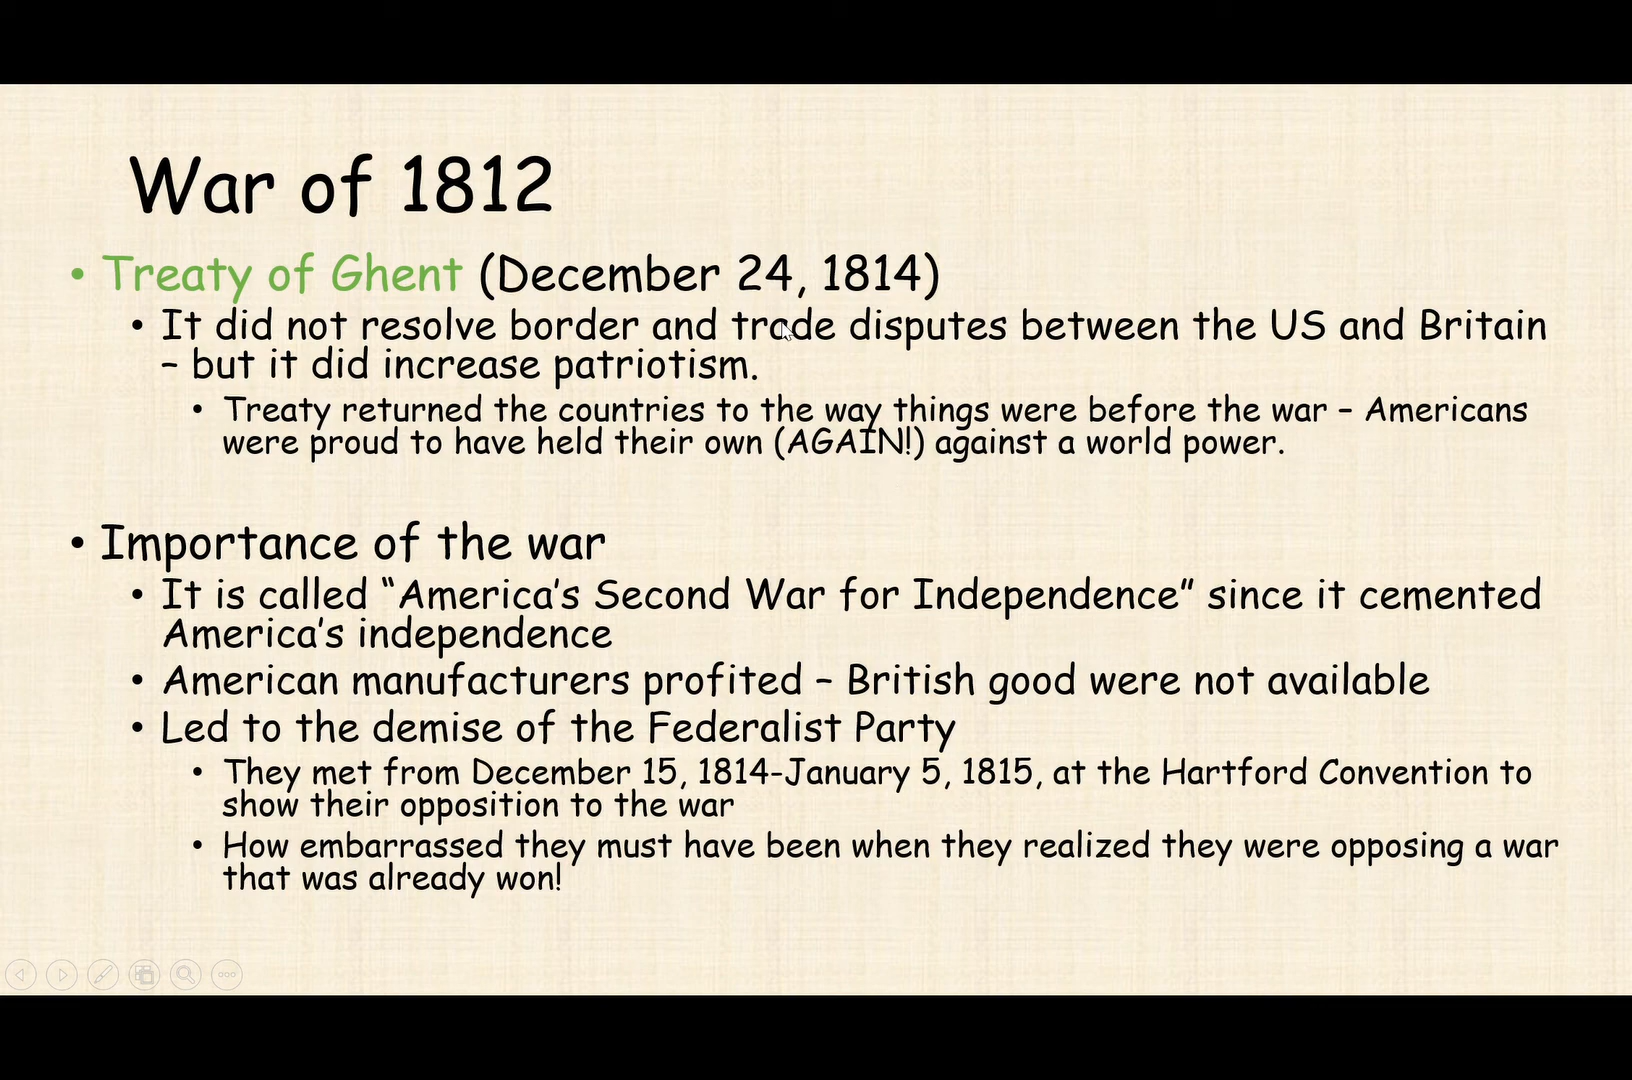 War of 1812
• Treaty of Ghent (December 24, 1814)
• It did not resolve border and trade disputes between the US and Britain
– but it did increase patriotism.
• Treaty returned the countries to the way things were before the war – Americans
were proud to have held their own (AGAIN!) against a world power.
• Importance of the war
• It is called “America’s Second War for Independence” since it cemented
America’s independence
• American manufacturers profited – British good were not available
• Led to the demise of the Federalist Party
• They met from December 15, 1814-January 5, 1815, at the Hartford Convention to
show their opposition to the war
• How embarrassed they must have been when they realized they were opposing a war
that was already won!